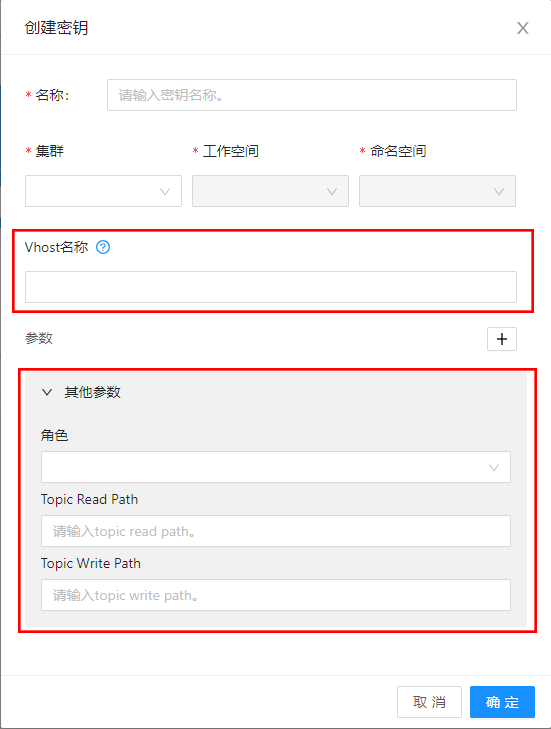 创建密钥
* 名称：
请输入密钥名称。
* 集群 * 工作空间 * 命名空间
Vhost名称
参数
其他参数
角色
Topic Read Path
请输入topic read path。
Topic Write Path
请输入topic write path。
取 消 确 定